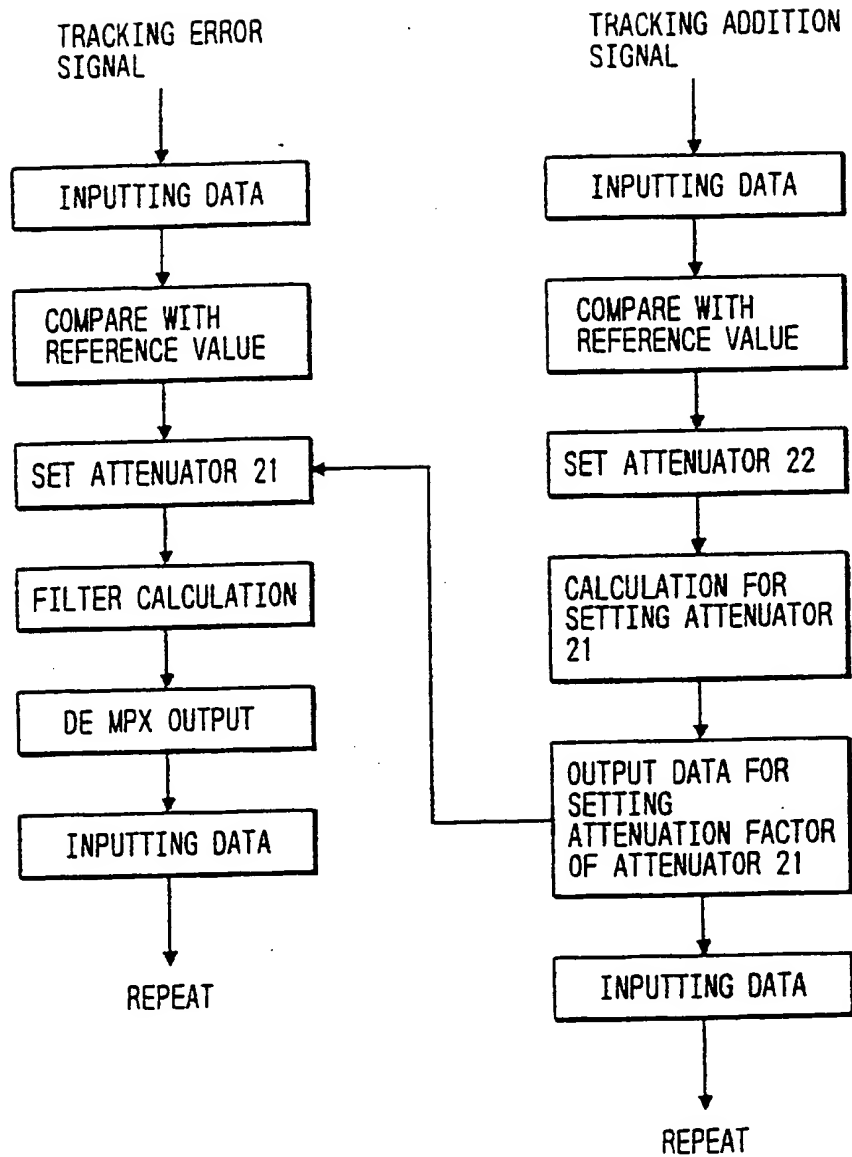 TRACKING ERROR
SIGNAL
INPUTTING DATA
COMPARE WITH
REFERENCE VALUE
SET ATTENUATOR 21
FILTER CALCULATION
DE MPX OUTPUT
INPUTTING DATA
REPEAT
TRACKING ADDITION
SIGNAL
INPUTTING DATA
COMPARE WITH
REFERENCE VALUE
SET ATTENUATOR 22
CALCULATION FOR
SETTING ATTENUATOR
21
OUTPUT DATA FOR
SETTING
ATTENUATION FACTOR
OF ATTENUATOR 21
INPUTTING DATA
REPEAT